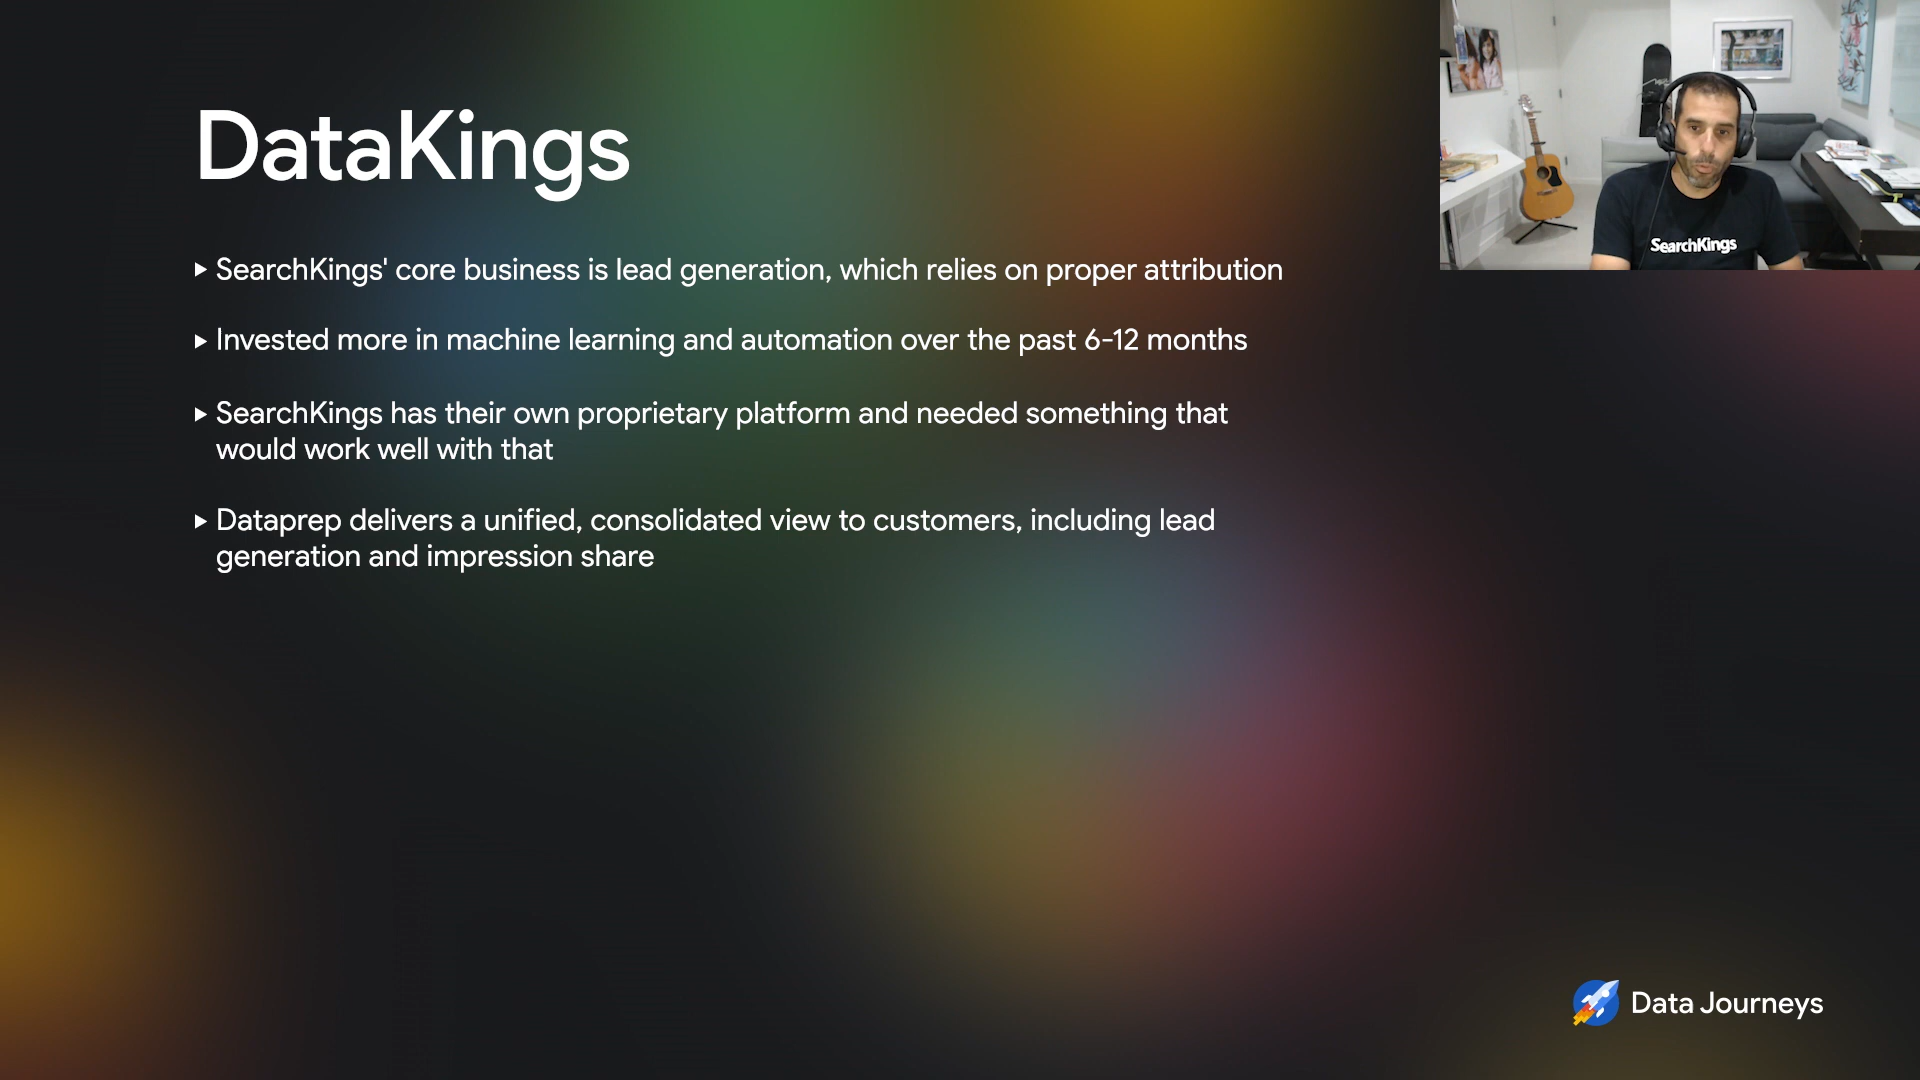 DataKings
SearchKings' core business is lead generation, which relies on proper attribution
Invested more in machine learning and automation over the past 6-12 months
SearchKings has their own proprietary platform and needed something that
would work well with that
Dataprep delivers a unified, consolidated view to customers, including lead
generation and impression share
SearchKings
Data Journeys